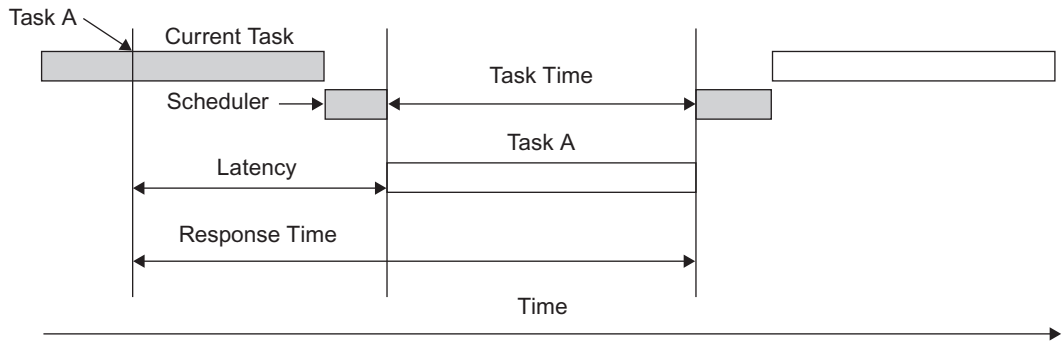 Task A
Current Task
Task Time
Scheduler
Task A
Latency
Response Time
Time